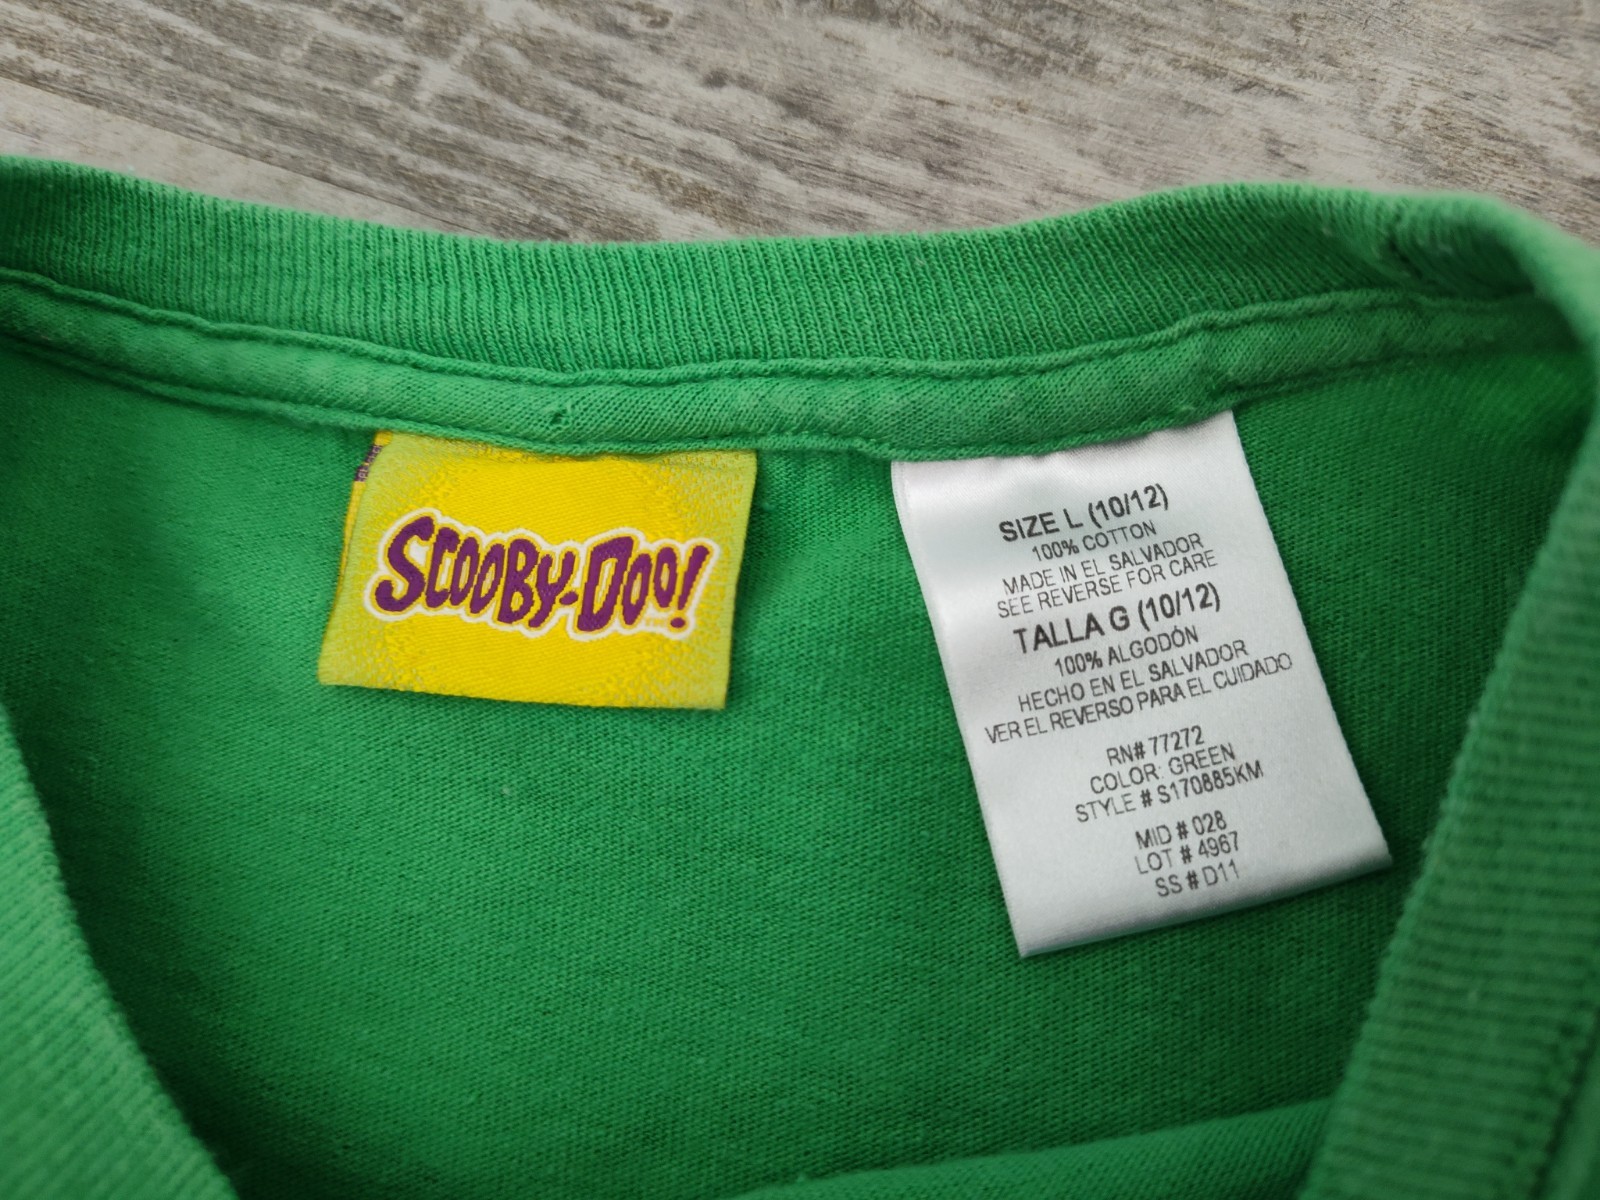 SCOOBY-DOO!
SIZE L (10/12)
100% COTTON
MADE IN EL SALVADOR
SEE REVERSE FOR CARE
TALLA G (10/12)
100% ALGODÓN
HECHO EN EL SALVADOR
VER EL REVERSO PARA EL CUIDADO
RN# 77272
COLOR: GREEN
STYLE # S170885KM
MID # 028
LOT # 4967
SS # D11